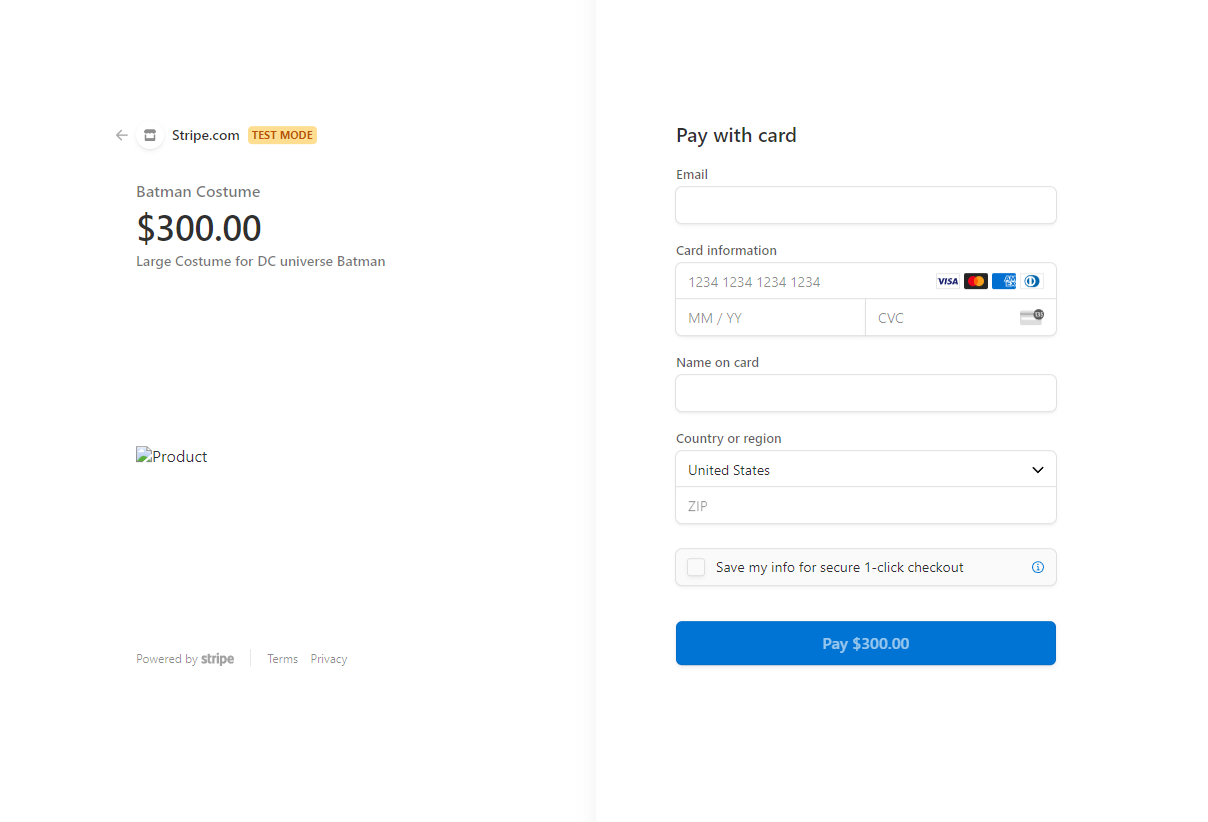 Stripe.com TEST MODE
Batman Costume
$300.00
Large Costume for DC universe Batman
Product
Powered by stripe Terms Privacy
Pay with card
Email
Card information
1234 1234 1234 1234 VISA AMEX
MM / YY CVC 135
Name on card
Country or region
United States
ZIP
Save my info for secure 1-click checkout
Pay $300.00